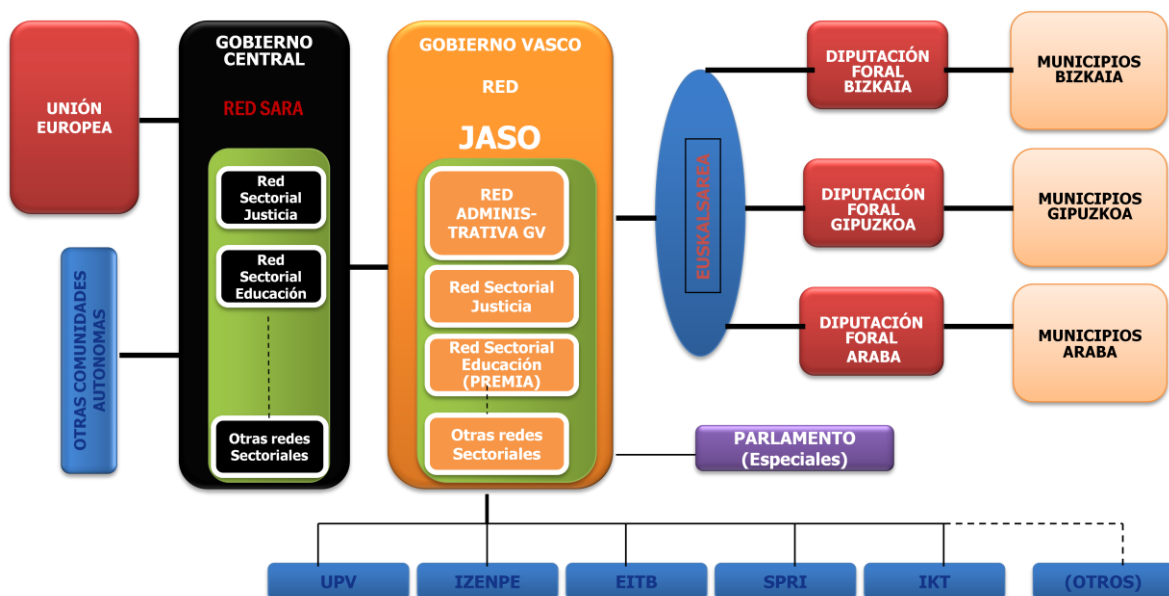 UNIÓN
EUROPEA
OTRAS COMUNIDADES
AUTONOMAS
GOBIERNO
CENTRAL
RED SARA
Red
Sectorial
Justicia
Red
Sectorial
Educación
Otras redes
Sectoriales
GOBIERNO VASCO
RED
JASO
RED
ADMINIS-
TRATIVA GV
Red Sectorial
Justicia
Red Sectorial
Educación
(PREMIA)
Otras redes
Sectoriales
EUSKALSAREA
DIPUTACIÓN
FORAL
BIZKAIA
MUNICIPIOS
BIZKAIA
DIPUTACIÓN
FORAL
GIPUZKOA
MUNICIPIOS
GIPUZKOA
DIPUTACIÓN
FORAL
ARABA
MUNICIPIOS
ARABA
PARLAMENTO
(Especiales)
UPV
IZENPE
EITB
SPRI
IKT
(OTROS)